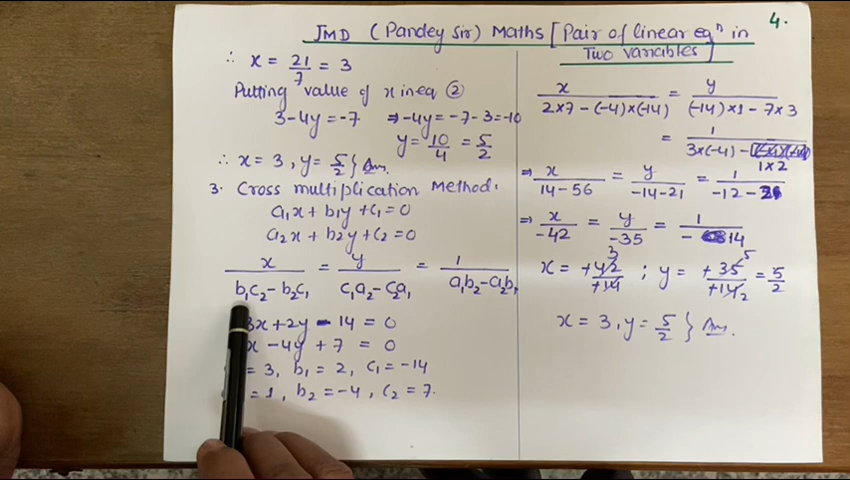 4.
JMD (Pandey Sir) Maths [Pair of linear eqⁿ in
Two variables]
∴ x = 21/7 = 3
Putting value of x in eq ②
3-4y = -7 ⇒ -4y = -7-3 = -10
y = 10/4 = 5/2
∴ x = 3, y = 5/2 } Ans.
3. Cross multiplication Method:
a₁x + b₁y + c₁ = 0
a₂x + b₂y + c₂ = 0
x/(b₁c₂ - b₂c₁) = y/(c₁a₂ - c₂a₁) = 1/(a₁b₂ - a₂b₁
3x + 2y - 14 = 0
x - 4y + 7 = 0
= 3, b₁ = 2, c₁ = -14
= 1, b₂ = -4, c₂ = 7.
x/(2×7 - (-4)×(-14)) = y/((-14)×1 - 7×3)
= 1/(3×(-4) - 1×2)
⇒ x/(14-56) = y/(-14-21) = 1/(-12-2)
⇒ x/-42 = y/-35 = 1/-14
x = +42/+14 3 ; y = +35/+14 5 2 = 5/2
x = 3, y = 5/2 } Ans.